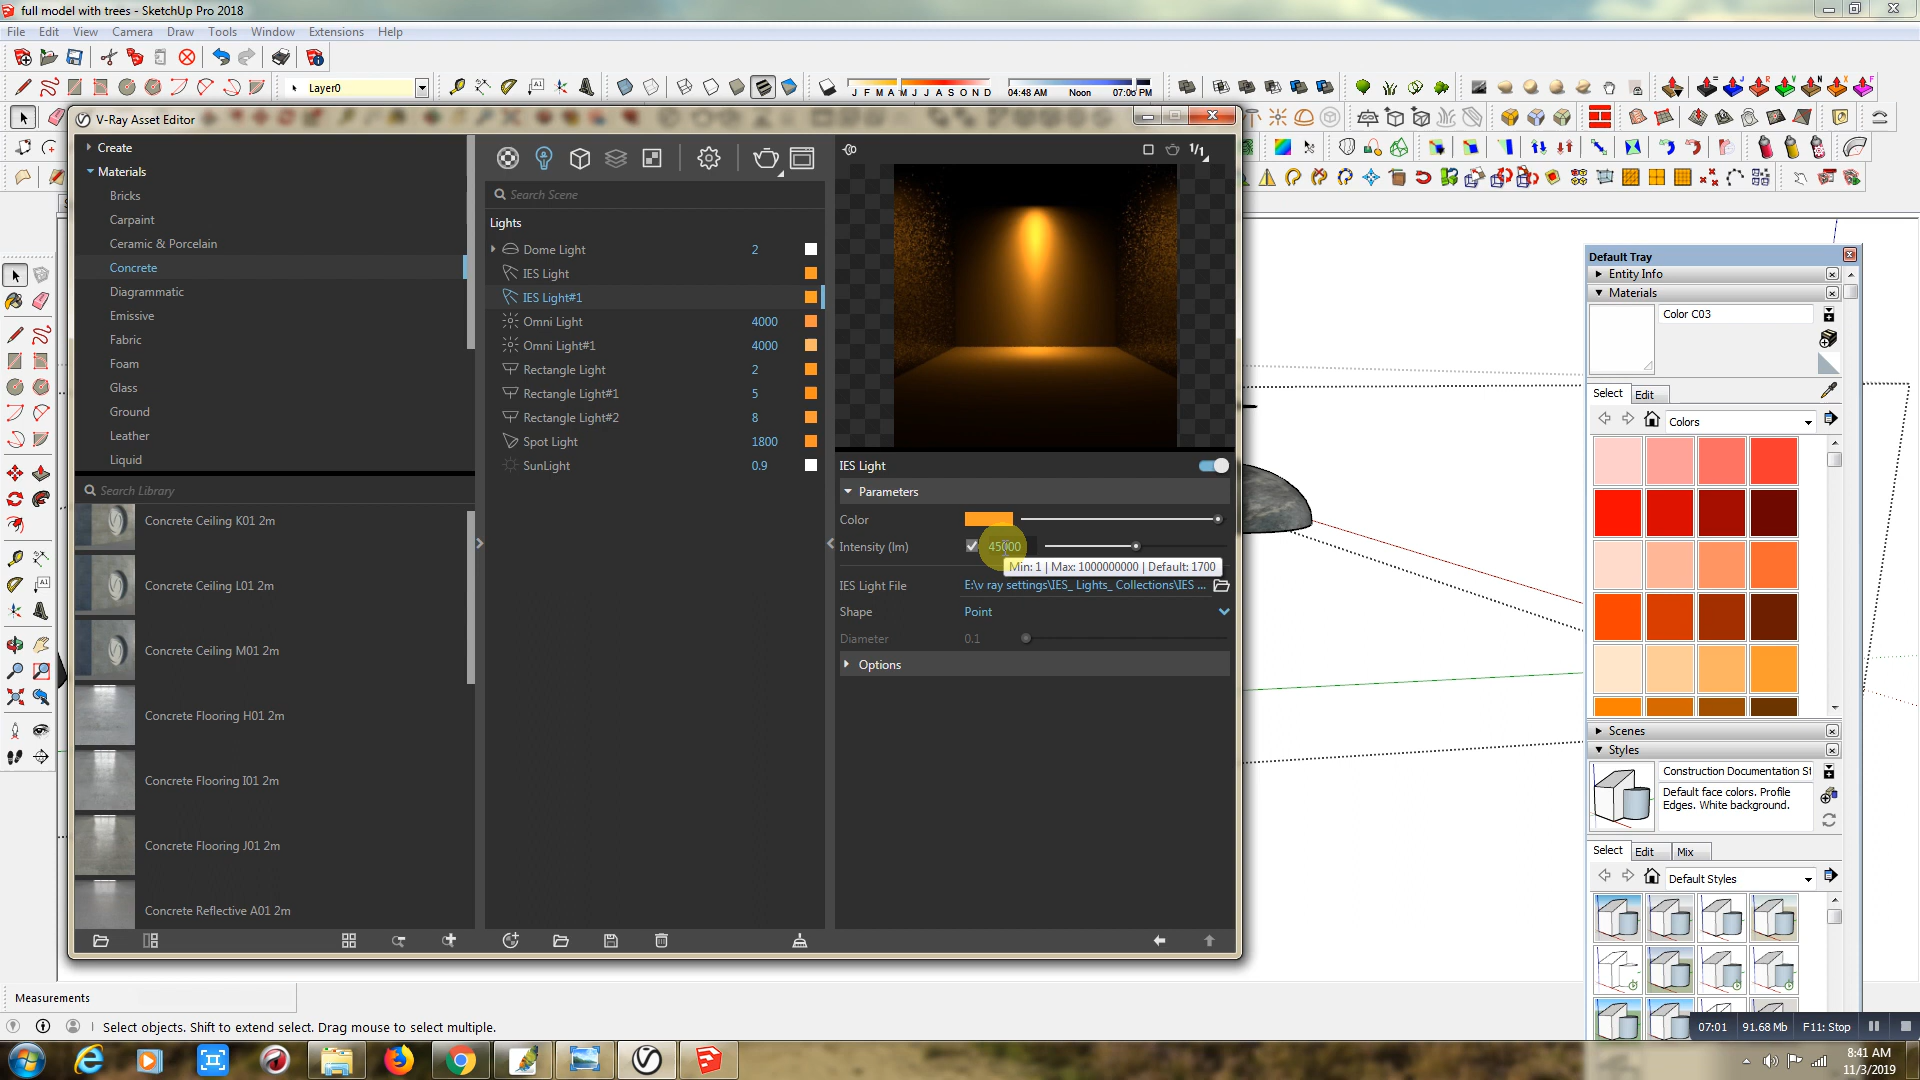 full model with trees - SketchUp Pro 2018
File Edit View Camera Draw Tools Window Extensions Help
Layer0
J F M A M J J A S O N D
04:48 AM Noon 07:06 PM
V-Ray Asset Editor
Create
Materials
Bricks
Carpaint
Ceramic & Porcelain
Concrete
Diagrammatic
Emissive
Fabric
Foam
Glass
Ground
Leather
Liquid
Search Library
Concrete Ceiling K01 2m
Concrete Ceiling L01 2m
Concrete Ceiling M01 2m
Concrete Flooring H01 2m
Concrete Flooring I01 2m
Concrete Flooring J01 2m
Concrete Reflective A01 2m
Search Scene
Lights
Dome Light 2
IES Light
IES Light#1
Omni Light 4000
Omni Light#1 4000
Rectangle Light 2
Rectangle Light#1 5
Rectangle Light#2 8
Spot Light 1800
SunLight 0.9
1/1
IES Light
Parameters
Color
Intensity (lm) 45000
Min: 1 | Max: 1000000000 | Default: 1700
IES Light File E:\v ray settings\IES_ Lights_ Collections\IES ...
Shape Point
Diameter 0.1
Options
Default Tray
Entity Info
Materials
Color C03
Select Edit
Colors
Scenes
Styles
Construction Documentation St
Default face colors. Profile
Edges. White background.
Select Edit Mix
Default Styles
Measurements
Select objects. Shift to extend select. Drag mouse to select multiple.
07:01 91.68 Mb F11: Stop
8:41 AM
11/3/2019